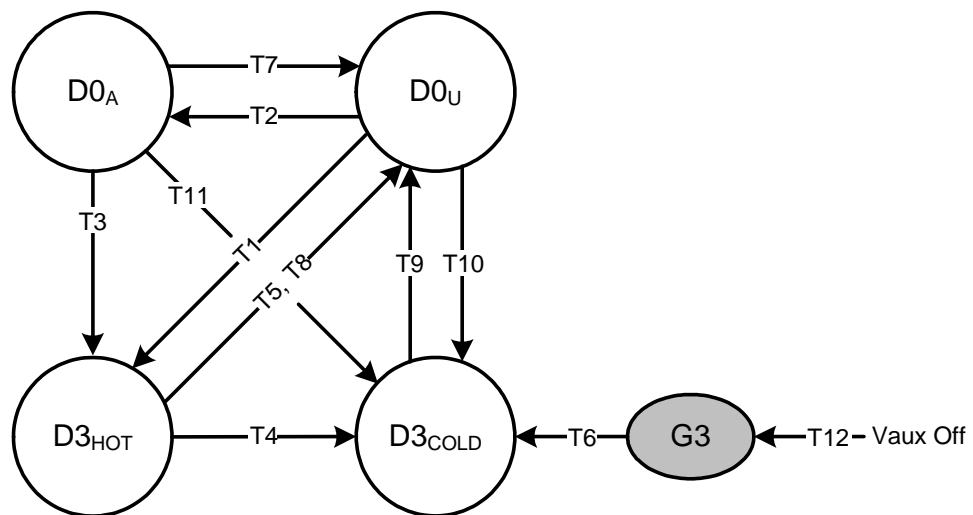 D0A
T7
D0U
T2
T11
T3
T1
T5, T8
T9
T10
D3HOT
T4
D3COLD
T6
G3
T12
Vaux Off